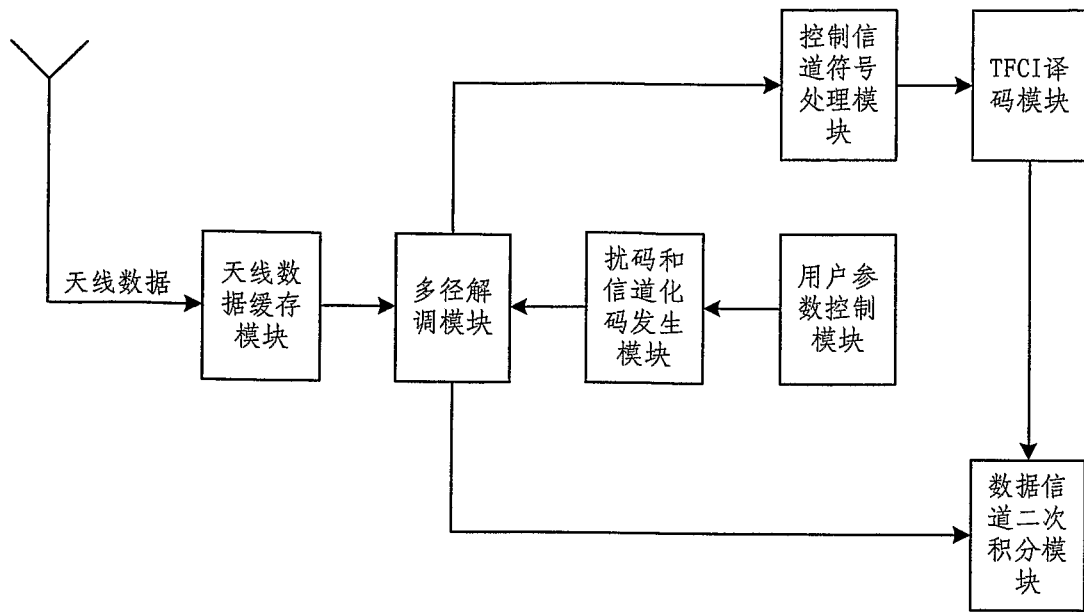 控制信
道符号
处理模
块
TFCI译
码模块
天线数据
天线数
据缓存
模块
多径解
调模块
扰码和
信道化
码发生
模块
用户参
数控制
模块
数据信
道二次
积分模
块